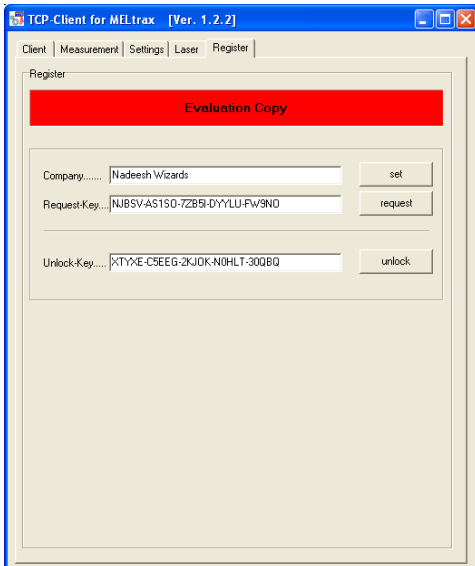 TCP-Client for MELtrax [Ver. 1.2.2]
Client Measurement Settings Laser Register
Register
Evaluation Copy
Company....... Nadeesh Wizards set
Request-Key.... NJBSV-AS1SO-7ZB5I-DYYLU-FW9NO request
Unlock-Key..... XTYXE-C5EEG-2KJOK-N0HLT-30QBQ unlock